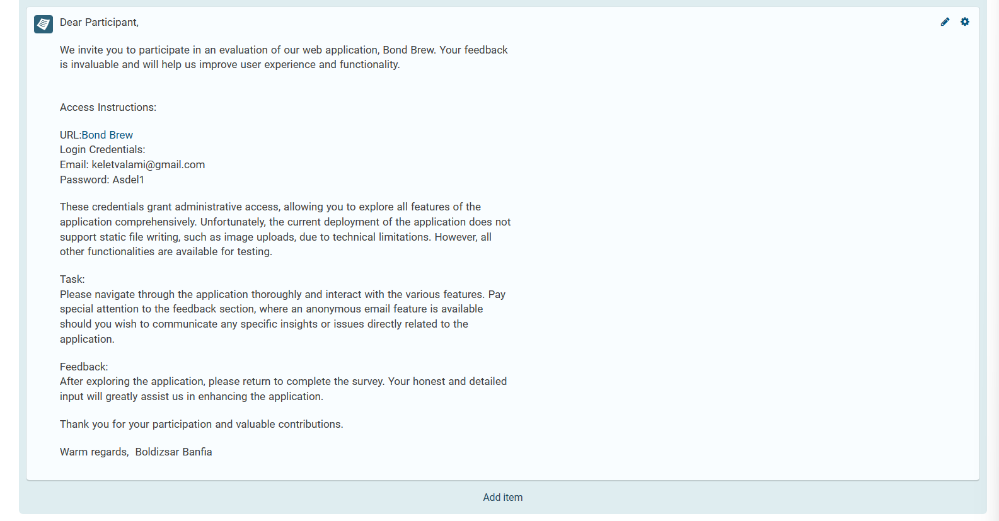 Dear Participant,
We invite you to participate in an evaluation of our web application, Bond Brew. Your feedback
is invaluable and will help us improve user experience and functionality.
Access Instructions:
URL:Bond Brew
Login Credentials:
Email: keletvalami@gmail.com
Password: Asdel1
These credentials grant administrative access, allowing you to explore all features of the
application comprehensively. Unfortunately, the current deployment of the application does not
support static file writing, such as image uploads, due to technical limitations. However, all
other functionalities are available for testing.
Task:
Please navigate through the application thoroughly and interact with the various features. Pay
special attention to the feedback section, where an anonymous email feature is available
should you wish to communicate any specific insights or issues directly related to the
application.
Feedback:
After exploring the application, please return to complete the survey. Your honest and detailed
input will greatly assist us in enhancing the application.
Thank you for your participation and valuable contributions.
Warm regards,  Boldizsar Banfia
Add item